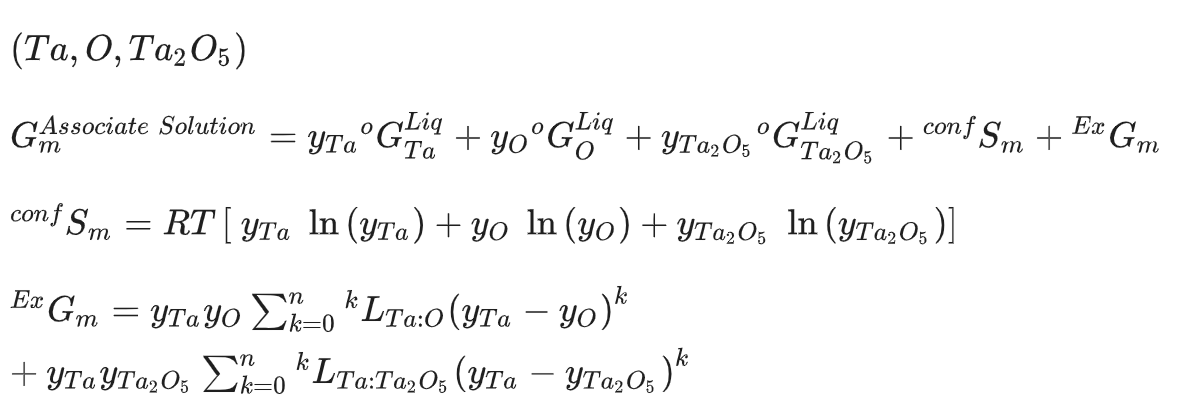 (Ta, O, Ta₂O₅)
G_m^{Associate Solution} = y_{Ta} ^oG_{Ta}^{Liq} + y_O ^oG_O^{Liq} + y_{Ta₂O₅} ^oG_{Ta₂O₅}^{Liq} + ^{conf}S_m + ^{Ex}G_m
^{conf}S_m = RT [ y_{Ta} ln (y_{Ta}) + y_O ln (y_O) + y_{Ta₂O₅} ln (y_{Ta₂O₅}) ]
^{Ex}G_m = y_{Ta}y_O ∑_{k=0}^n ^kL_{Ta:O}(y_{Ta} − y_O)^k
+ y_{Ta}y_{Ta₂O₅} ∑_{k=0}^n ^kL_{Ta:Ta₂O₅}(y_{Ta} − y_{Ta₂O₅})^k